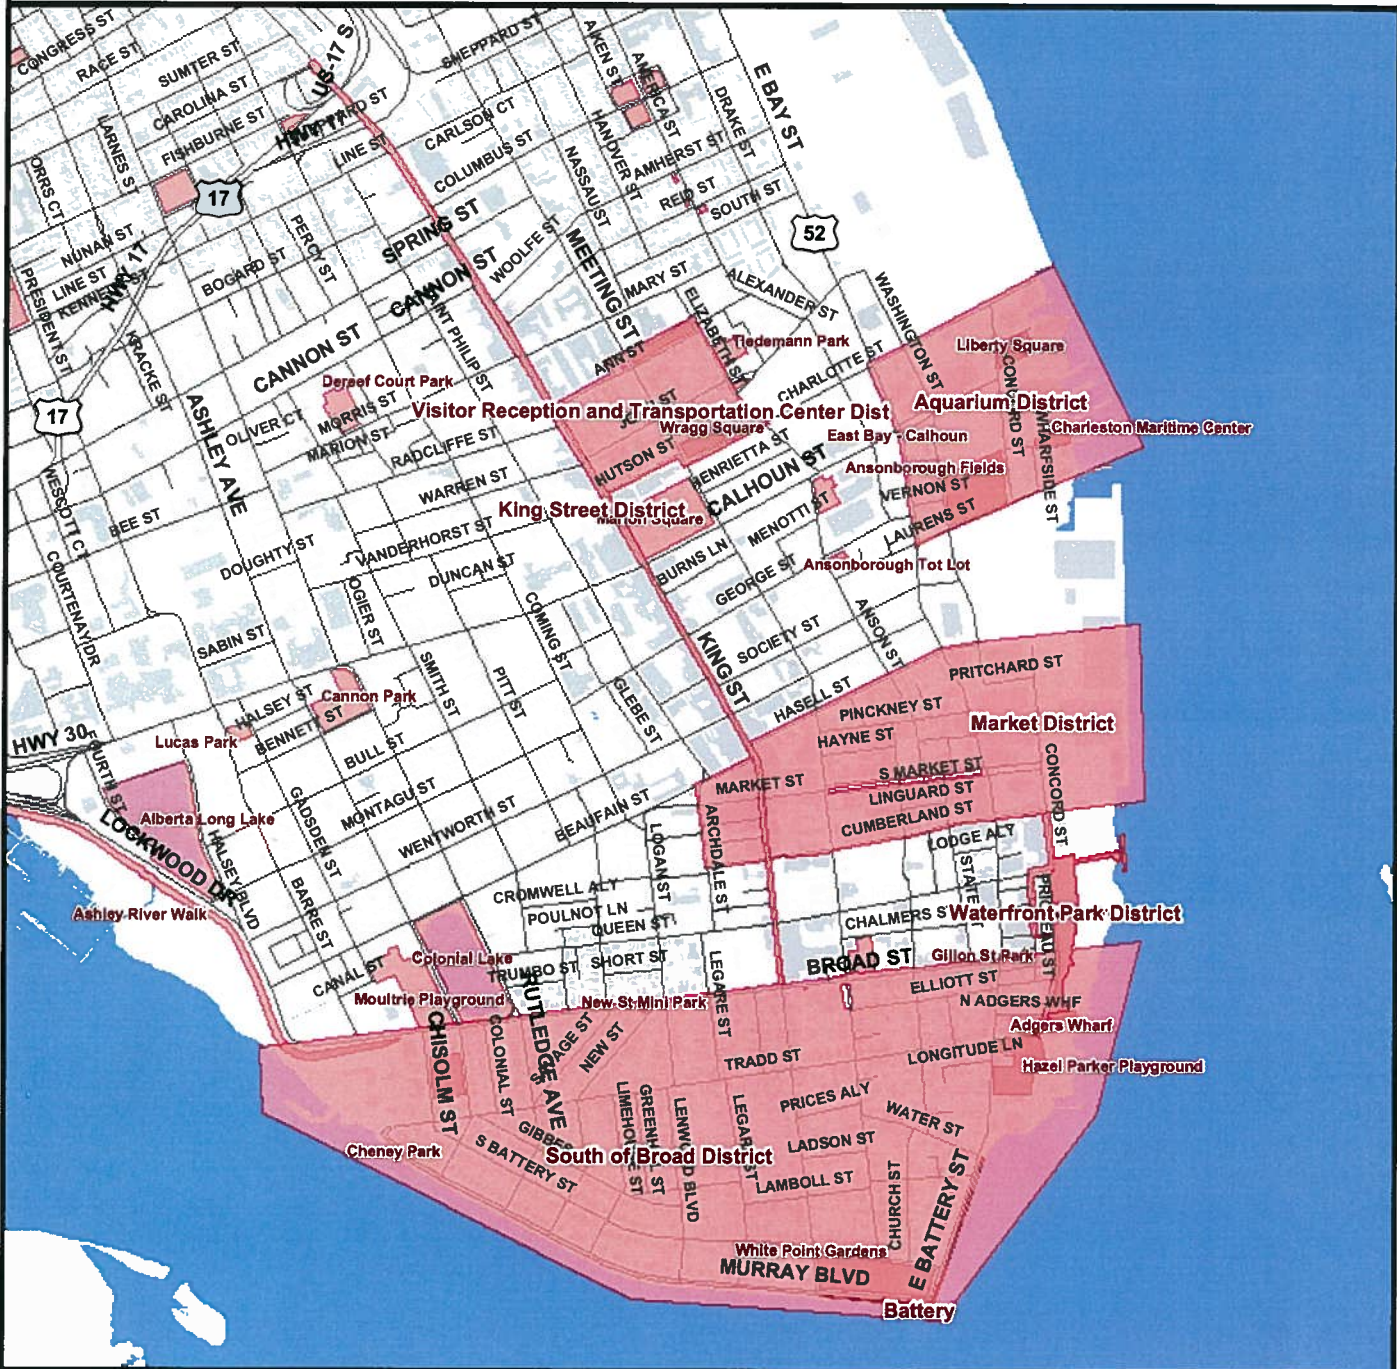 CONGRESS ST
RACE ST
SUMTER ST
CAROLINA ST
FISHBURNE ST
US-17 S
SHEPPARD ST
AIKEN ST
AMERICA ST
E BAY ST
DRAKE ST
HANOVER ST
AMHERST ST
CARLSON CT
COLUMBUS ST
LINE ST
LARNES ST
ORRS CT
17
NASSAU ST
REID ST
SOUTH ST
52
NUNAN ST
LINE ST
HWY 17
PRESIDENT ST
BOGARD ST
PERCY ST
SPRING ST
CANNON ST
WOOLFE ST
MEETING ST
MARY ST
ALEXANDER ST
ELIZABETH ST
WASHINGTON ST
KRACKE ST
17
CANNON ST
SAINT PHILIP ST
ANN ST
Tiedemann Park
CHARLOTTE ST
Liberty Square
CONCORD ST
Dereef Court Park
MORRIS ST
MARION ST
OLIVER CT
RADCLIFFE ST
ASHLEY AVE
Visitor Reception and Transportation Center Dist
Wragg Square
Aquarium District
WHARFSIDE ST
Charleston Maritime Center
East Bay - Calhoun
HUTSON ST
HENRIETTA ST
CALHOUN ST
Ansonborough Fields
VERNON ST
LAURENS ST
WARREN ST
King Street District
Marion Square
MENOTTI ST
WESCOTT CT
BEE ST
DOUGHTY ST
VANDERHORST ST
DUNCAN ST
BURNS LN
GEORGE ST
Ansonborough Tot Lot
COURTENAY DR
OGIER ST
COMING ST
ANSON ST
SOCIETY ST
KING ST
SABIN ST
SMITH ST
PITT ST
GLEBE ST
HASELL ST
PRITCHARD ST
PINCKNEY ST
HAYNE ST
Market District
HALSEY ST
Cannon Park
BENNETT ST
Lucas Park
BULL ST
HWY 30
FOURTH ST
MARKET ST
S MARKET ST
LINGUARD ST
CUMBERLAND ST
CONCORD ST
MONTAGU ST
GADSDEN ST
WENTWORTH ST
BEAUFAIN ST
Alberta Long Lake
LOCKWOOD DR
HALSEY BLVD
ARCHDALE ST
LOGAN ST
LODGE ALY
STATE ST
BARRE ST
CROMWELL ALY
POULNOT LN
QUEEN ST
CHALMERS ST
Waterfront Park District
PRIOLEAU ST
Ashley River Walk
CANAL ST
Colonial Lake
TRUMBO ST
SHORT ST
BROAD ST
Gillon St Park
ELLIOTT ST
N ADGERS WHF
Moultrie Playground
New St Mini Park
LEGARE ST
Adgers Wharf
LONGITUDE LN
Hazel Parker Playground
CHISOLM ST
COLONIAL ST
RUTLEDGE AVE
NEW ST
TRADD ST
PRICES ALY
WATER ST
LIMEHOUSE ST
GREENHILL ST
LENWOOD BLVD
LEGARE ST
LADSON ST
Cheney Park
S BATTERY ST
South of Broad District
LAMBOLL ST
CHURCH ST
E BATTERY ST
White Point Gardens
MURRAY BLVD
Battery